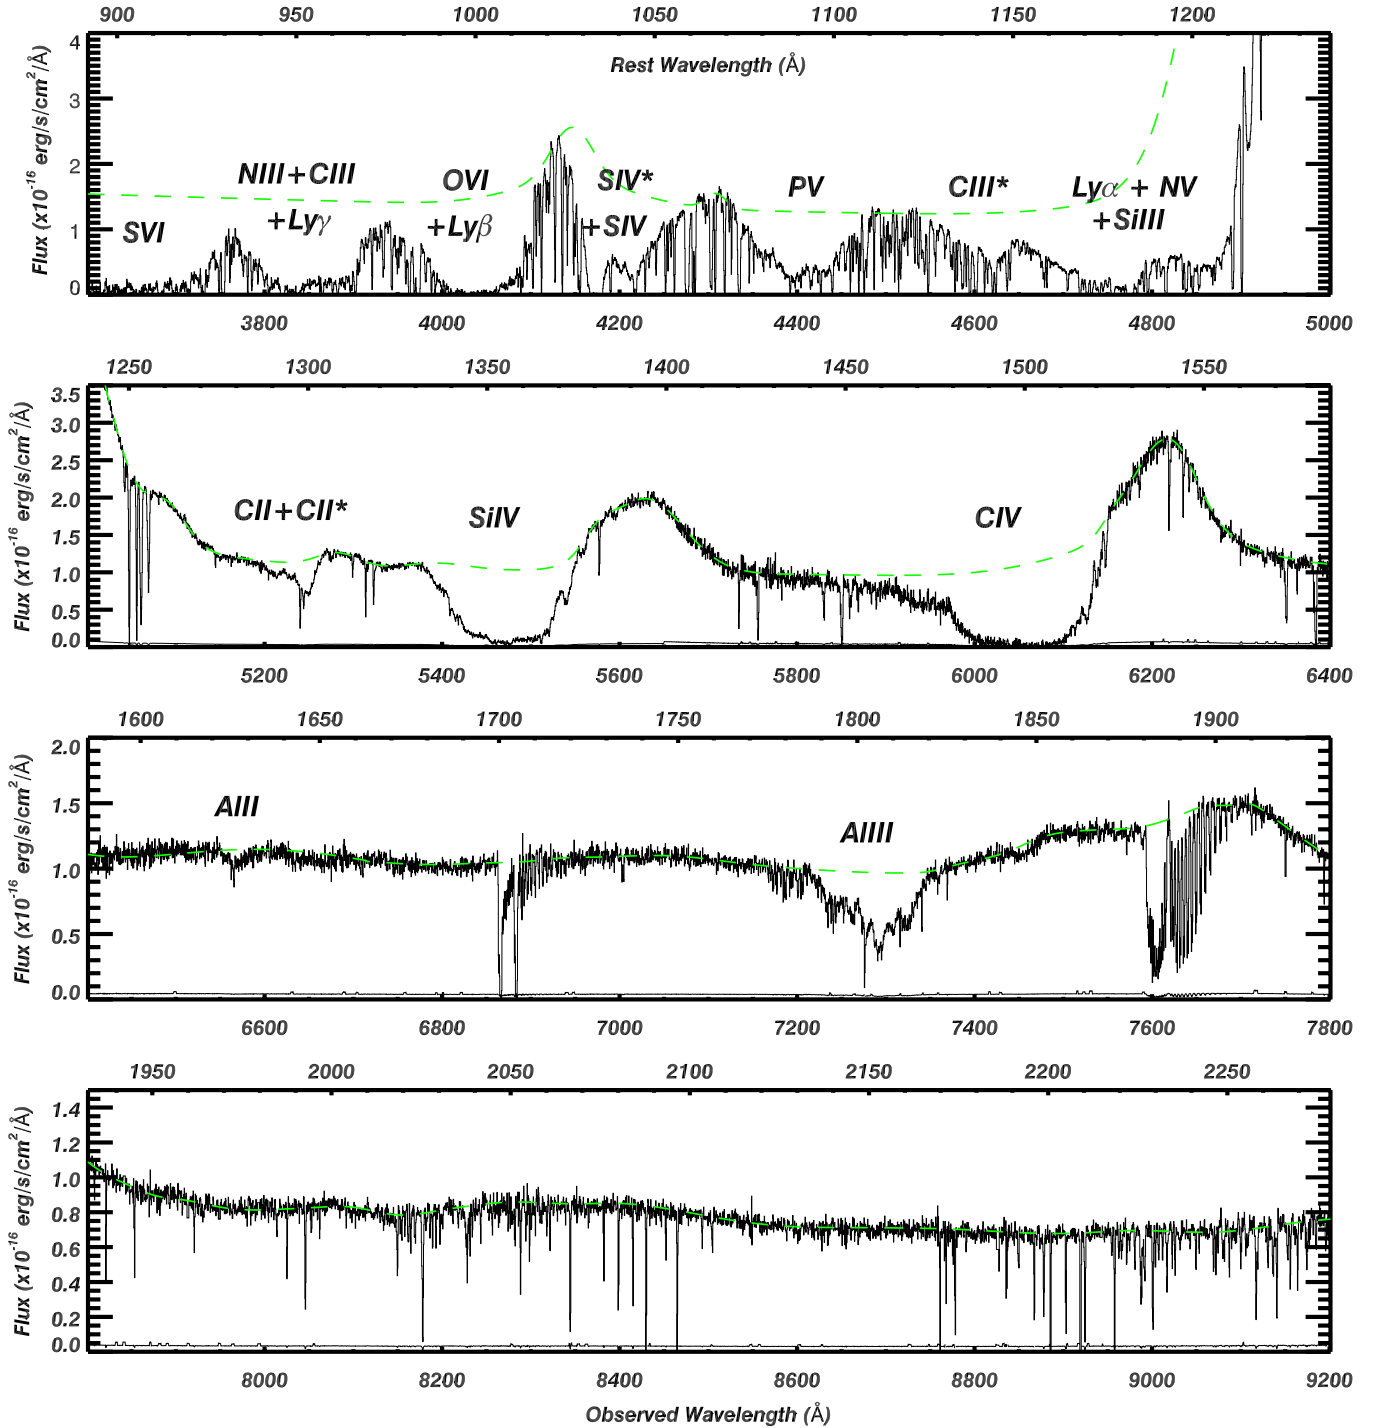 900 950 1000 1050 1100 1150 1200
4
3
2
1
0
Flux (x10⁻¹⁶ erg/s/cm²/Å)
Rest Wavelength (Å)
NIII+CIII
+Lyγ
SVI
OVI
+Lyβ
SIV*
+SIV
PV
CIII*
Lyα + NV
+SiIII
3800 4000 4200 4400 4600 4800 5000
1250 1300 1350 1400 1450 1500 1550
3.5
3.0
2.5
2.0
1.5
1.0
0.5
0.0
Flux (x10⁻¹⁶ erg/s/cm²/Å)
CII+CII*
SiIV
CIV
5200 5400 5600 5800 6000 6200 6400
1600 1650 1700 1750 1800 1850 1900
2.0
1.5
1.0
0.5
0.0
Flux (x10⁻¹⁶ erg/s/cm²/Å)
AlII
AlIII
6600 6800 7000 7200 7400 7600 7800
1950 2000 2050 2100 2150 2200 2250
1.4
1.2
1.0
0.8
0.6
0.4
0.2
0.0
Flux (x10⁻¹⁶ erg/s/cm²/Å)
8000 8200 8400 8600 8800 9000 9200
Observed Wavelength (Å)